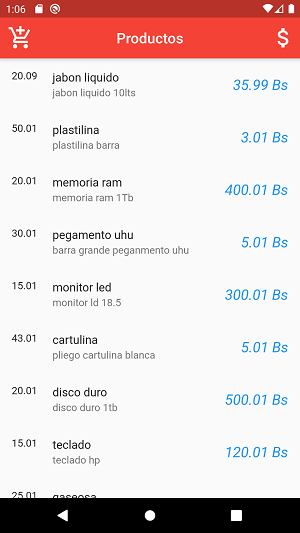 1:06
Productos
$
20.09 jabon liquido 35.99 Bs
jabon liquido 10lts
50.01 plastilina 3.01 Bs
plastilina barra
20.01 memoria ram 400.01 Bs
memoria ram 1Tb
30.01 pegamento uhu 5.01 Bs
barra grande peganmento uhu
15.01 monitor led 300.01 Bs
monitor ld 18.5
43.01 cartulina 5.01 Bs
pliego cartulina blanca
20.01 disco duro 500.01 Bs
disco duro 1tb
15.01 teclado 120.01 Bs
teclado hp
25.01 gaseosa